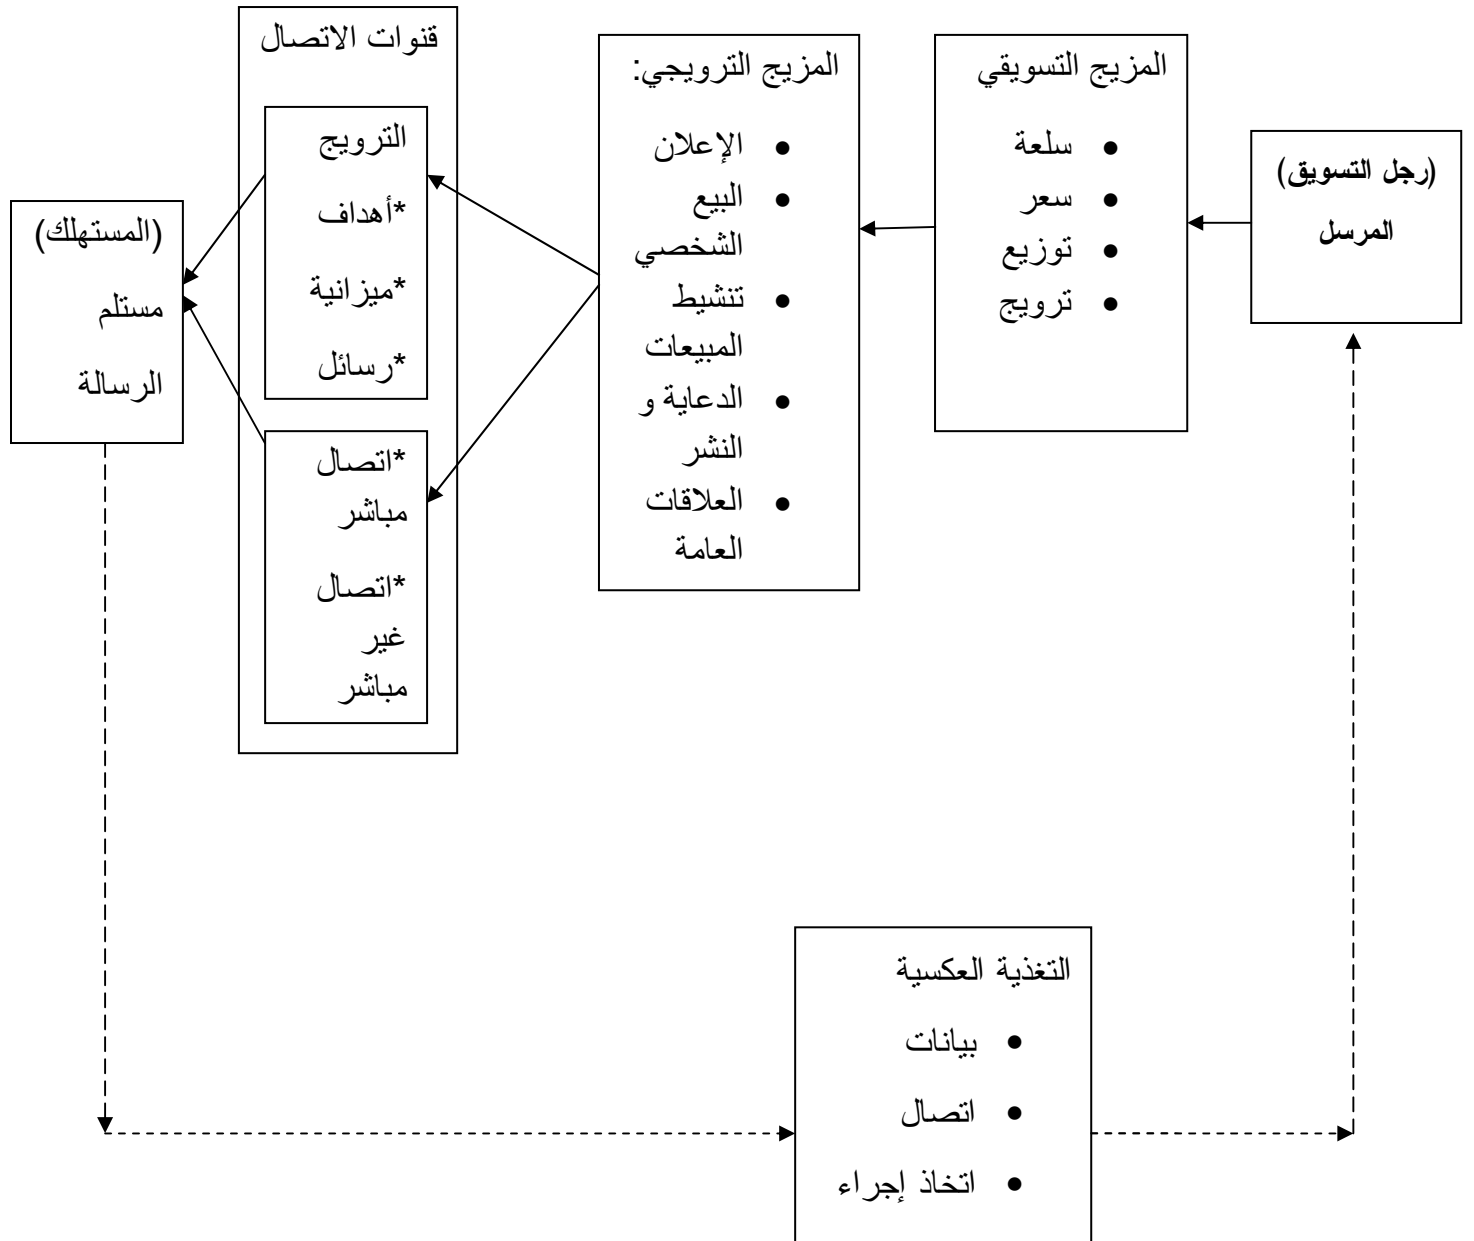 (رجل التسويق)
المرسل
المزيج التسويقي
• سلعة
• سعر
• توزيع
• ترويج
المزيج الترويجي:
• الإعلان
• البيع
الشخصي
• تنشيط
المبيعات
• الدعاية و
النشر
• العلاقات
العامة
قنوات الاتصال
الترويج
*أهداف
*ميزانية
*رسائل
*اتصال
مباشر
*اتصال
غير
مباشر
(المستهلك)
مستلم
الرسالة
التغذية العكسية
• بيانات
• اتصال
• اتخاذ إجراء